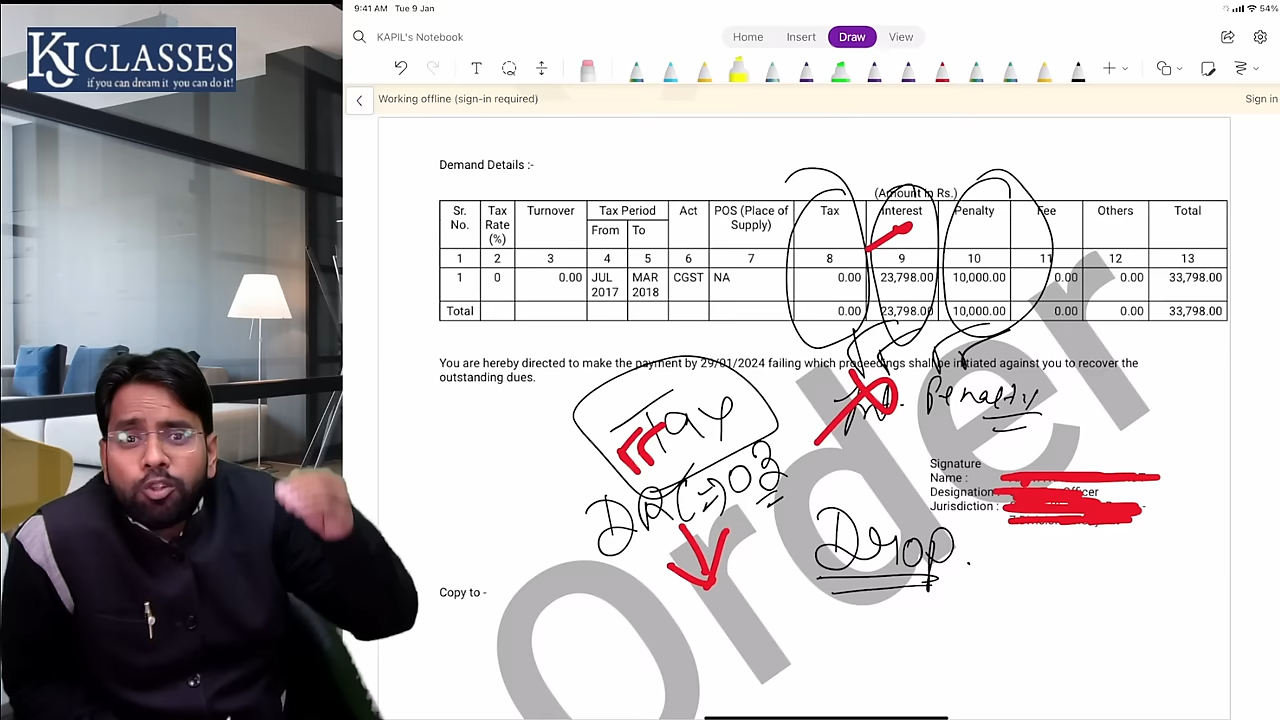 9:41 AM Tue 9 Jan
54%
KJ CLASSES
if you can dream it you can do it!
KAPIL's Notebook
Home Insert Draw View
Working offline (sign-in required)
Sign in
Demand Details :-
(Amount in Rs.)
Sr. No. Tax Rate (%) Turnover Tax Period Act POS (Place of Supply) Tax Interest Penalty Fee Others Total
From To
1 2 3 4 5 6 7 8 9 10 11 12 13
1 0 0.00 JUL 2017 MAR 2018 CGST NA 0.00 23,798.00 10,000.00 0.00 0.00 33,798.00
Total 0.00 23,798.00 10,000.00 0.00 0.00 33,798.00
You are hereby directed to make the payment by 29/01/2024 failing which proceedings shall be initiated against you to recover the
outstanding dues.
Int. Penalty
Tax
DRC=03
Signature
Name :
Designation Officer
Jurisdiction :
Drop.
Copy to -
Order